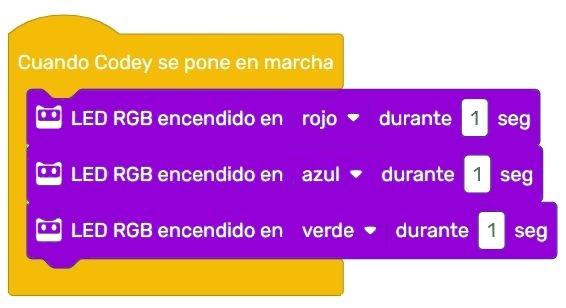 Cuando Codey se pone en marcha
LED RGB encendido en rojo durante 1 seg
LED RGB encendido en azul durante 1 seg
LED RGB encendido en verde durante 1 seg